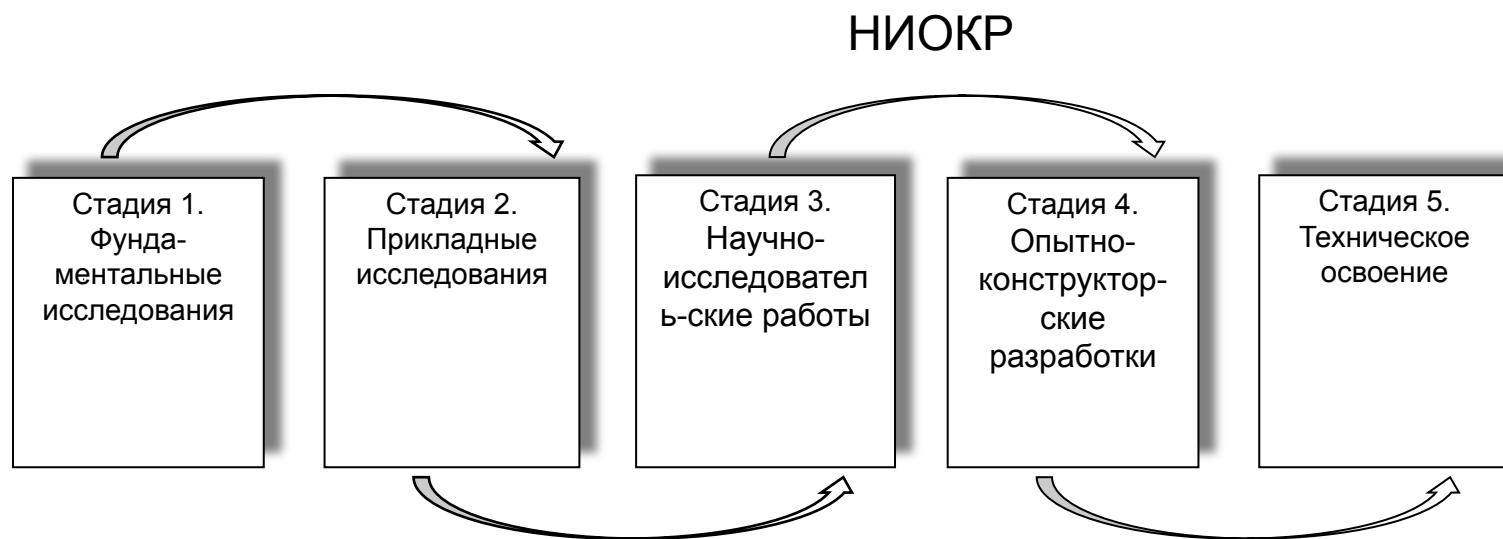 НИОКР
Стадия 1.
Фунда-
ментальные
исследования
Стадия 2.
Прикладные
исследования
Стадия 3.
Научно-
исследовател
ь-ские работы
Стадия 4.
Опытно-
конструктор-
ские
разработки
Стадия 5.
Техническое
освоение